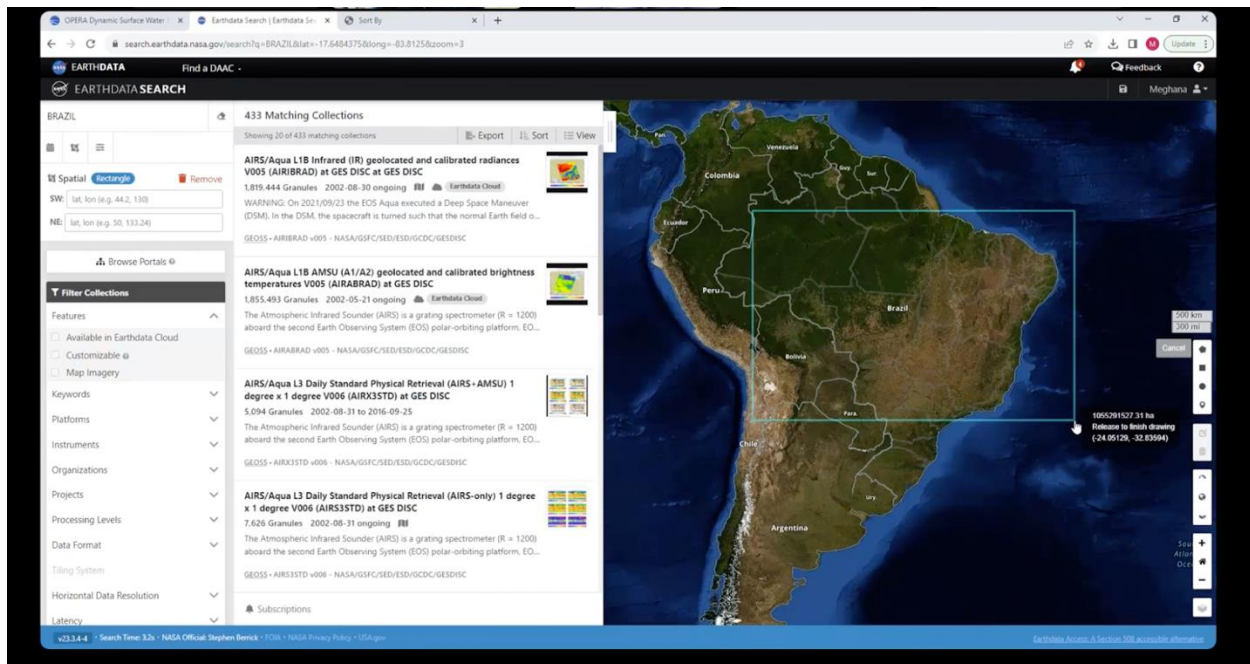 OPERA Dynamic Surface Water
Earthdata Search | Earthdata Se
Sort By
search.earthdata.nasa.gov/search?q=BRAZIL&lat=-17.6484375&long=-83.8125&zoom=3
M
Update
EARTHDATA
Find a DAAC
Feedback
EARTHDATA SEARCH
Meghana
BRAZIL
Spatial Rectangle
Remove
SW: lat, lon (e.g. 44.2, 130)
NE: lat, lon (e.g. 50, 133.24)
Browse Portals
Filter Collections
Features
Available in Earthdata Cloud
Customizable
Map Imagery
Keywords
Platforms
Instruments
Organizations
Projects
Processing Levels
Data Format
Tiling System
Horizontal Data Resolution
Latency
433 Matching Collections
Showing 20 of 433 matching collections
Export
Sort
View
AIRS/Aqua L1B Infrared (IR) geolocated and calibrated radiances
V005 (AIRIBRAD) at GES DISC at GES DISC
1,819,444 Granules 2002-08-30 ongoing Earthdata Cloud
WARNING: On 2021/09/23 the EOS Aqua executed a Deep Space Maneuver
(DSM). In the DSM, the spacecraft is turned such that the normal Earth field o...
GEOSS • AIRIBRAD v005 - NASA/GSFC/SED/ESD/GCDC/GESDISC
AIRS/Aqua L1B AMSU (A1/A2) geolocated and calibrated brightness
temperatures V005 (AIRABRAD) at GES DISC
1,855,493 Granules 2002-05-21 ongoing Earthdata Cloud
The Atmospheric Infrared Sounder (AIRS) is a grating spectrometer (R = 1200)
aboard the second Earth Observing System (EOS) polar-orbiting platform, EO...
GEOSS • AIRABRAD v005 - NASA/GSFC/SED/ESD/GCDC/GESDISC
AIRS/Aqua L3 Daily Standard Physical Retrieval (AIRS+AMSU) 1
degree x 1 degree V006 (AIRX3STD) at GES DISC
5,094 Granules 2002-08-31 to 2016-09-25
The Atmospheric Infrared Sounder (AIRS) is a grating spectrometer (R = 1200)
aboard the second Earth Observing System (EOS) polar-orbiting platform, EO...
GEOSS • AIRX3STD v006 - NASA/GSFC/SED/ESD/GCDC/GESDISC
AIRS/Aqua L3 Daily Standard Physical Retrieval (AIRS-only) 1 degree
x 1 degree V006 (AIRS3STD) at GES DISC
7,626 Granules 2002-08-31 ongoing
The Atmospheric Infrared Sounder (AIRS) is a grating spectrometer (R = 1200)
aboard the second Earth Observing System (EOS) polar-orbiting platform, EO...
GEOSS • AIRS3STD v006 - NASA/GSFC/SED/ESD/GCDC/GESDISC
Subscriptions
Pan.
Venezuela
Guy.
Sur.
Colombia
Ecuador
Peru
Brazil
Bolivia
Para.
Chile
Ury.
Argentina
500 km
300 mi
Cancel
1055291527.31 ha
Release to finish drawing
(-24.05129, -32.83594)
Sou
Atlan
Oce
v23.3.4-4 • Search Time: 3.2s • NASA Official: Stephen Berrick • FOIA • NASA Privacy Policy • USA.gov
Earthdata Access: A Section 508 accessible alternative